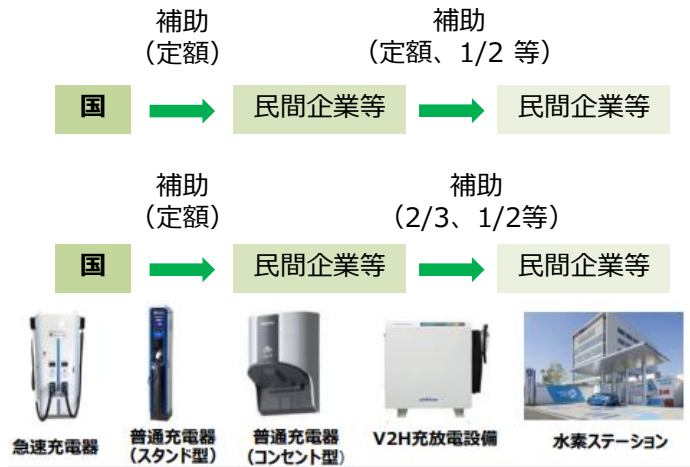 補助 補助
（定額） （定額、1/2 等）
国 民間企業等 民間企業等
補助 補助
（定額） （2/3、1/2等）
国 民間企業等 民間企業等
急速充電器 普通充電器 普通充電器 V2H充放電設備 水素ステーション
（スタンド型） （コンセント型）